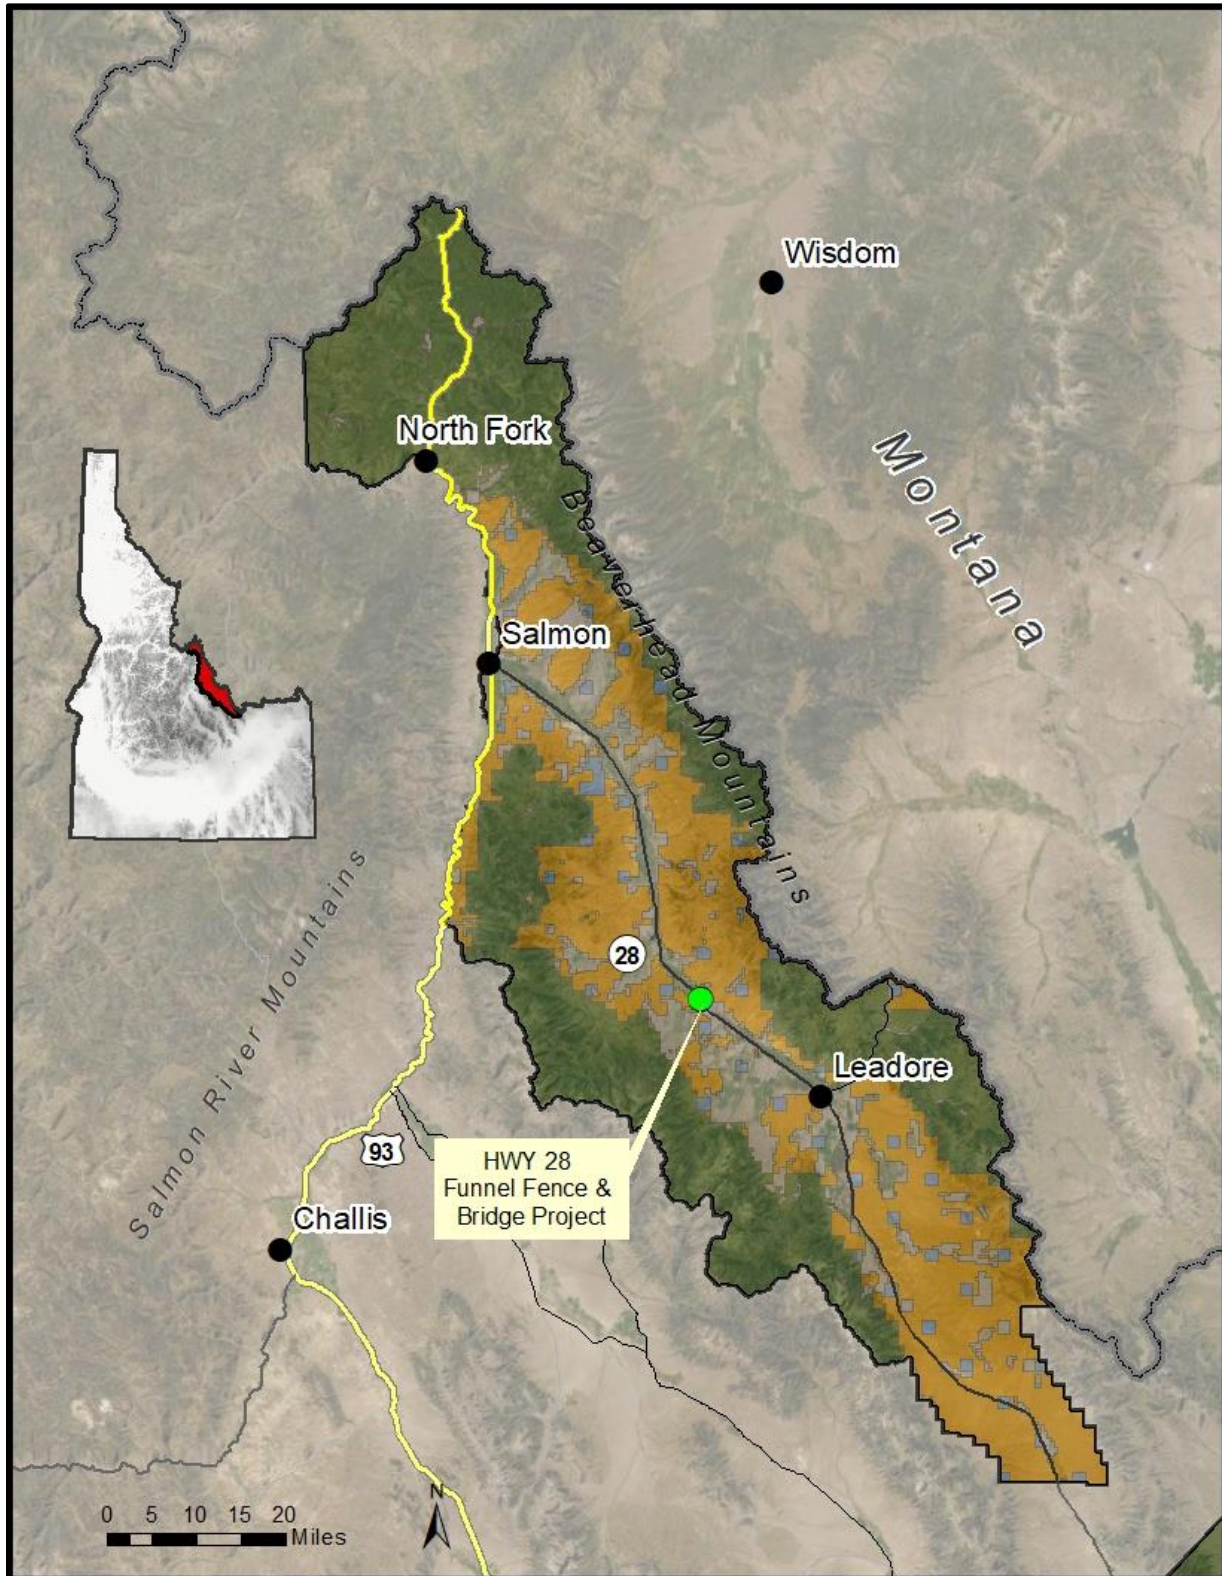 Wisdom
North Fork
Montana
Beaverhead Mountains
Salmon
28
Leadore
Salmon River Mountains
93
HWY 28
Funnel Fence &
Bridge Project
Challis
N
0 5 10 15 20
Miles